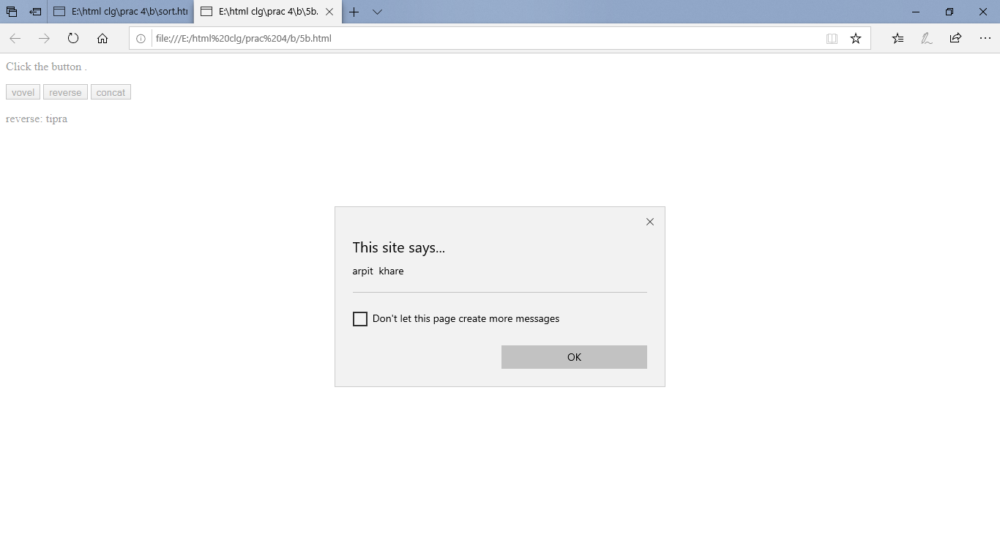 E:\html clg\prac 4\b\sort.htm
E:\html clg\prac 4\b\5b.
file:///E:/html%20clg/prac%204/b/5b.html
Click the button .
vovel reverse concat
reverse: tipra
This site says...
arpit  khare
Don't let this page create more messages
OK